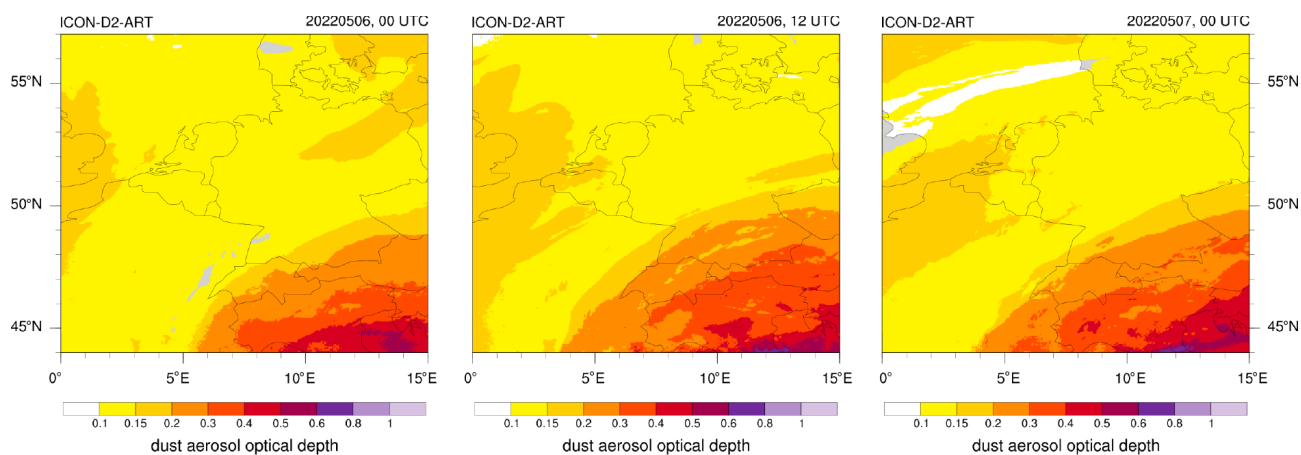 ICON-D2-ART 20220506, 00 UTC
ICON-D2-ART 20220506, 12 UTC
ICON-D2-ART 20220507, 00 UTC
55°N 55°N
50°N 50°N
45°N 45°N
0° 5°E 10°E 15°E
0° 5°E 10°E 15°E
0° 5°E 10°E 15°E
0.1 0.15 0.2 0.3 0.4 0.5 0.6 0.8 1
0.1 0.15 0.2 0.3 0.4 0.5 0.6 0.8 1
0.1 0.15 0.2 0.3 0.4 0.5 0.6 0.8 1
dust aerosol optical depth
dust aerosol optical depth
dust aerosol optical depth